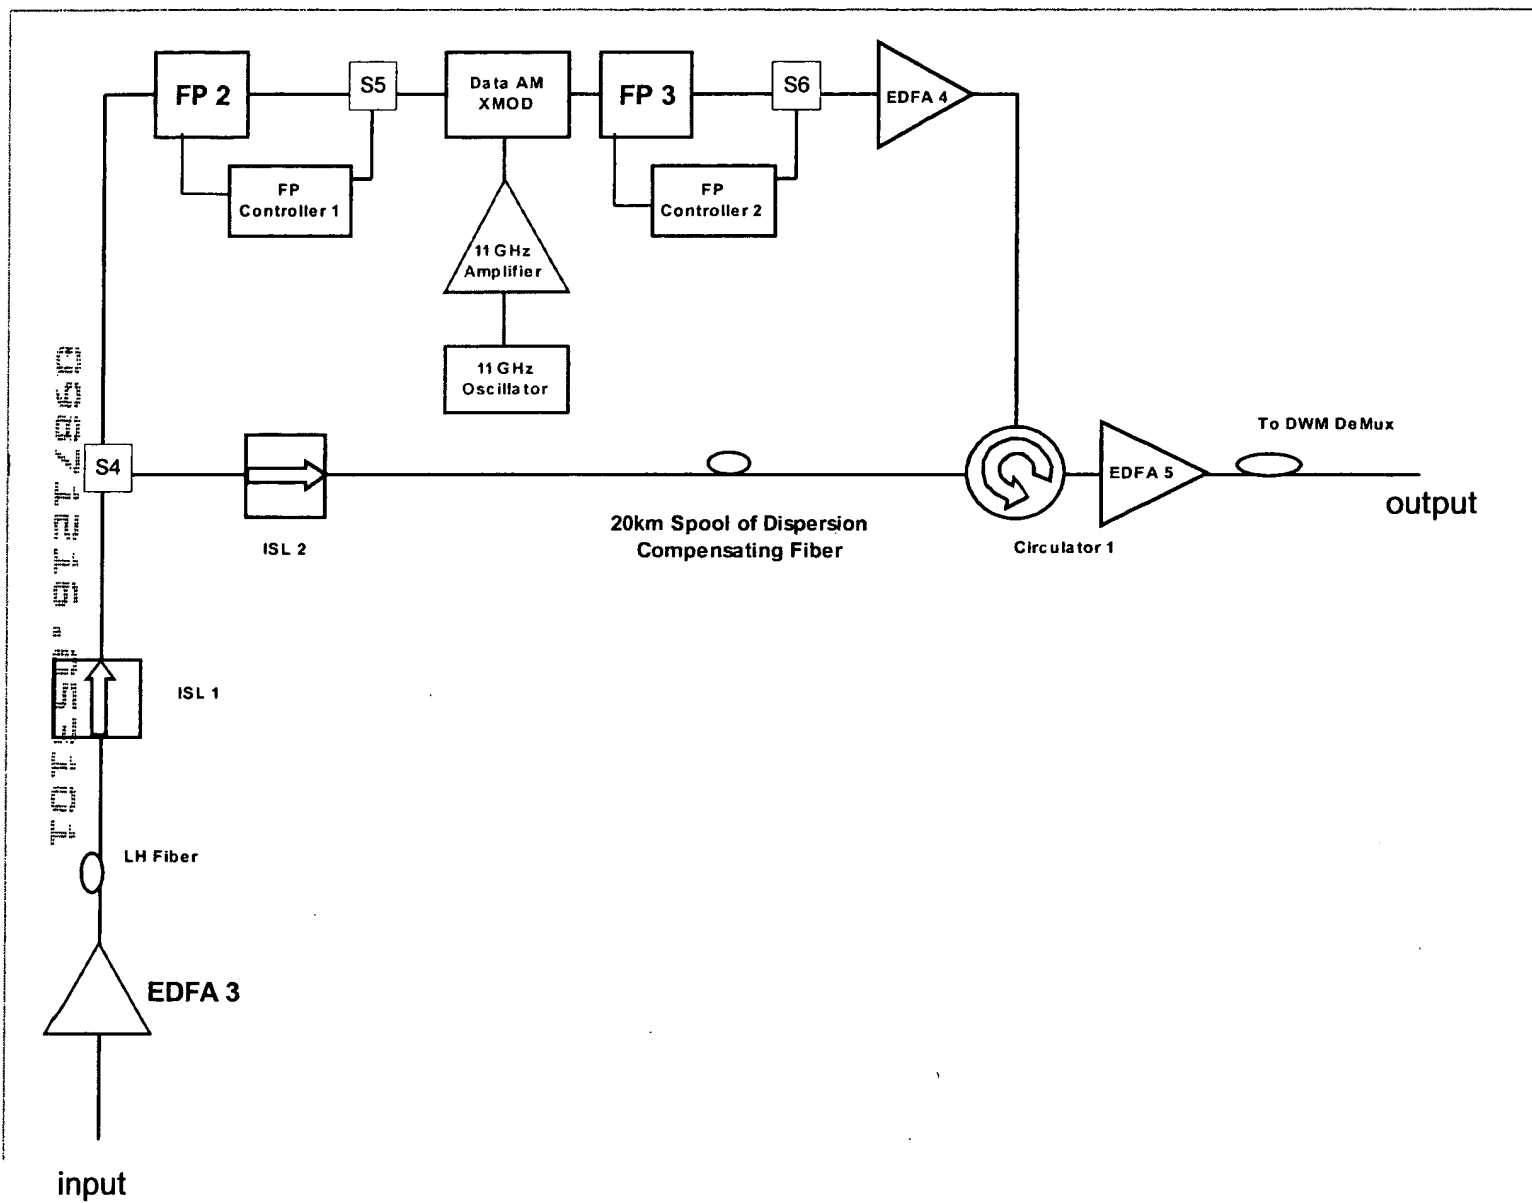 FP 2
S5
Data AM
XMOD
FP 3
S6
EDFA 4
FP
Controller 1
FP
Controller 2
11 GHz
Amplifier
11 GHz
Oscillator
S4
ISL 2
20km Spool of Dispersion
Compensating Fiber
Circulator 1
EDFA 5
To DWM DeMux
output
ISL 1
LH Fiber
EDFA 3
input